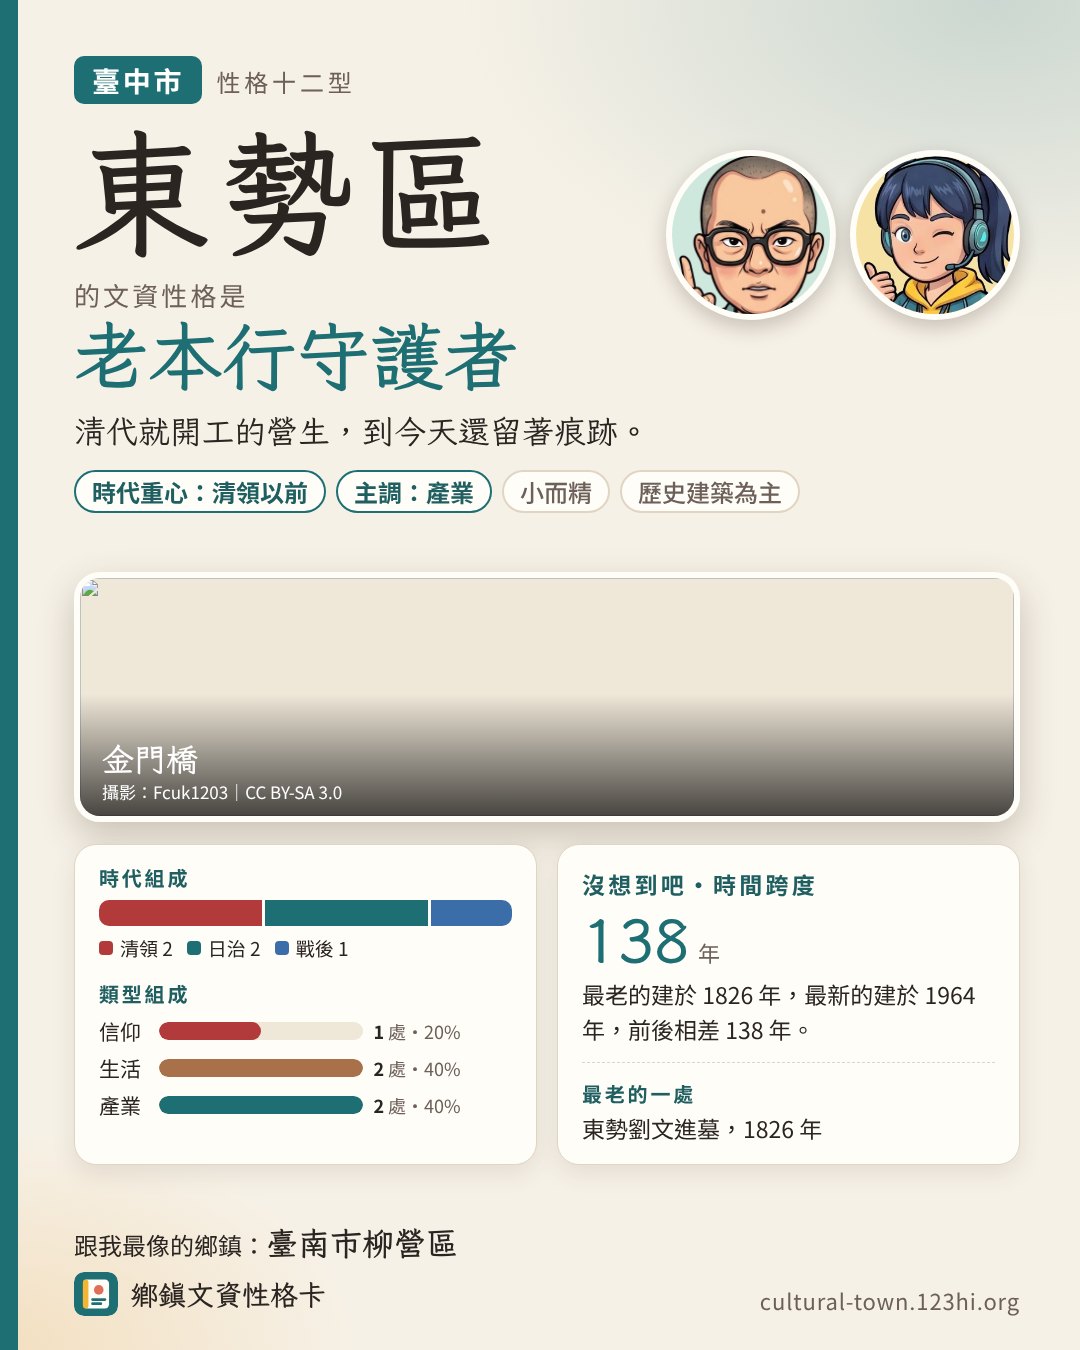 臺中市 性格十二型
東勢區
的文資性格是
老本行守護者
清代就開工的營生，到今天還留著痕跡。
時代重心：清領以前 主調：產業 小而精 歷史建築為主
金門橋
攝影：Fcuk1203｜CC BY-SA 3.0
時代組成
清領 2 日治 2 戰後 1
類型組成
信仰 1 處・20%
生活 2 處・40%
產業 2 處・40%
沒想到吧・時間跨度
138 年
最老的建於 1826 年，最新的建於 1964
年，前後相差 138 年。
最老的一處
東勢劉文進墓，1826 年
跟我最像的鄉鎮：臺南市柳營區
鄉鎮文資性格卡
cultural-town.123hi.org